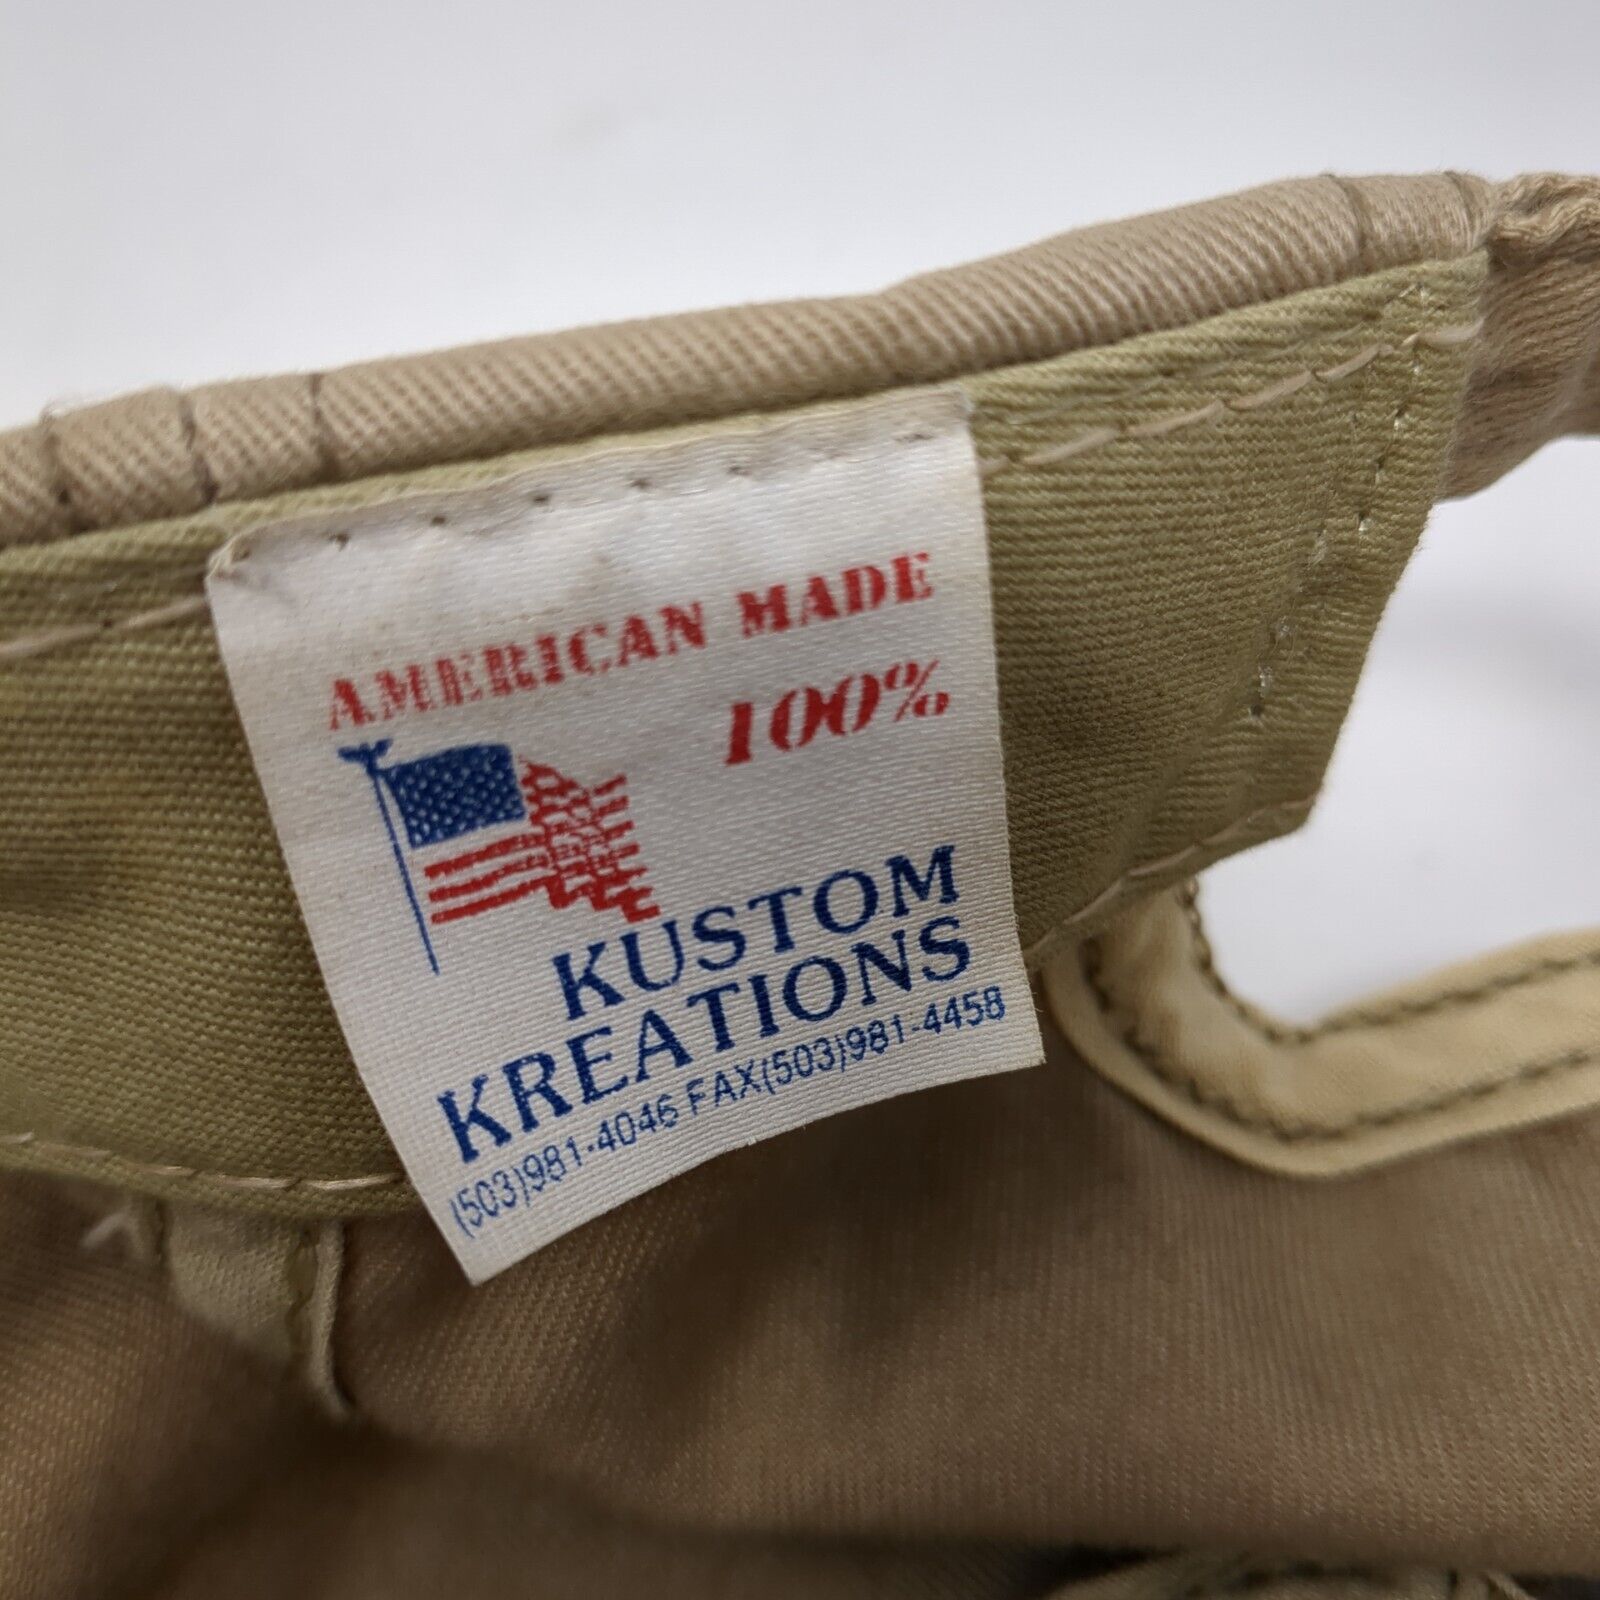 AMERICAN MADE
100%
KUSTOM
KREATIONS
(503)981-4046 FAX(503)981-4458